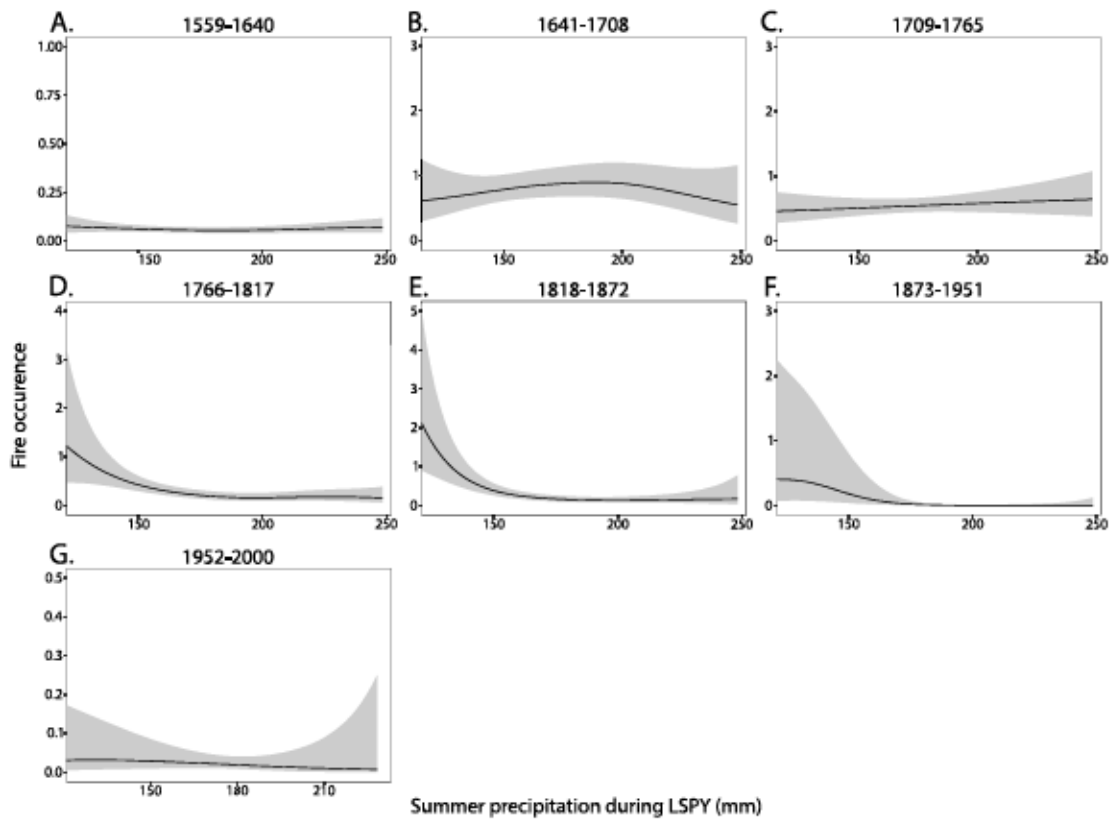 A. 1559-1640
1.00
0.75
0.50
0.25
0.00
150 200 250
B. 1641-1708
3
2
1
0
150 200 250
C. 1709-1765
3
2
1
0
150 200 250
D. 1766-1817
4
3
2
1
0
150 200 250
E. 1818-1872
5
4
3
2
1
0
150 200 250
F. 1873-1951
3
2
1
0
150 200 250
G. 1952-2000
0.5
0.4
0.3
0.2
0.1
0.0
150 180 210
Fire occurence
Summer precipitation during LSPY (mm)